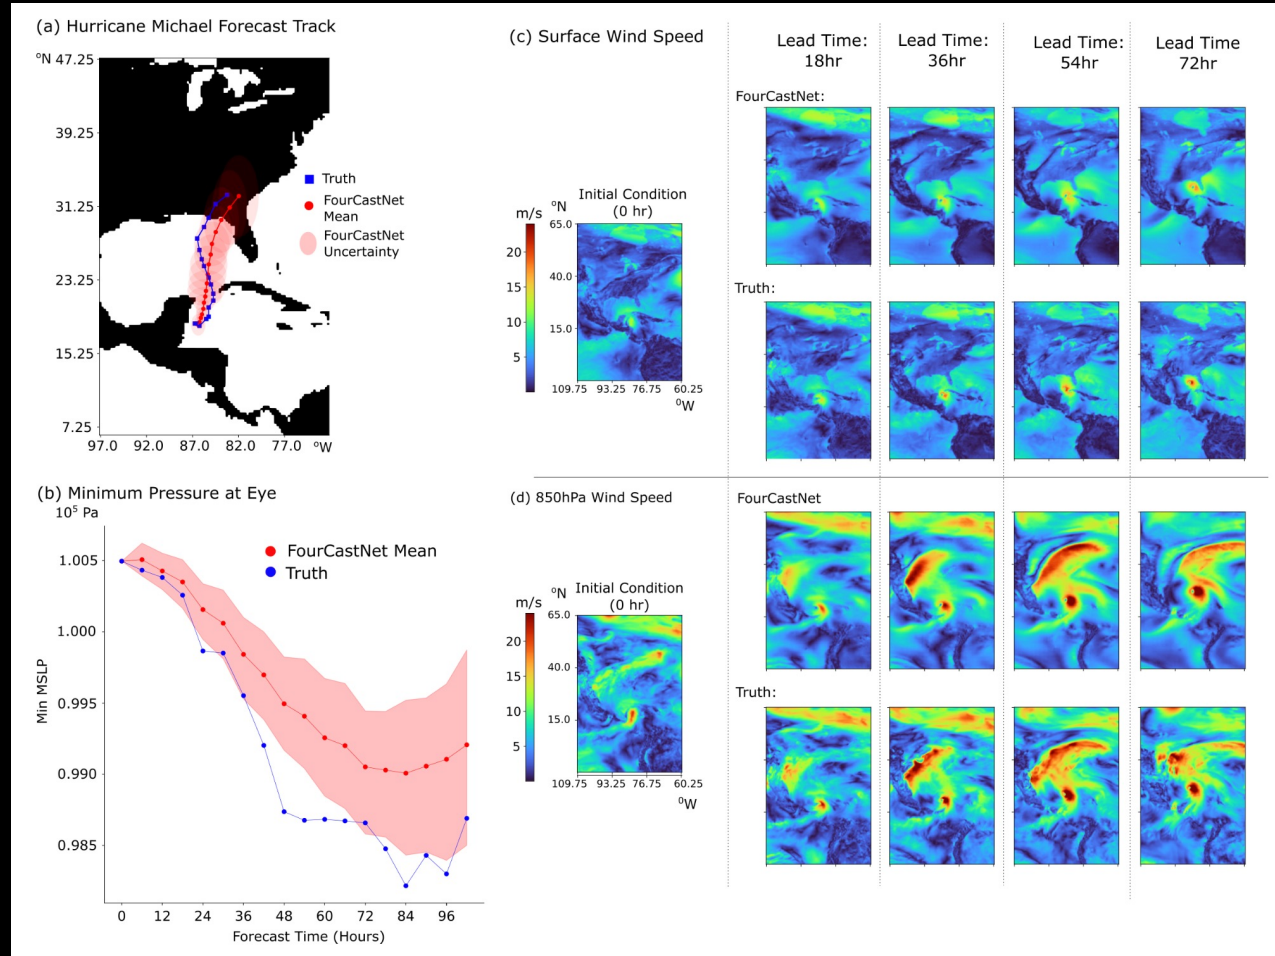 (a) Hurricane Michael Forecast Track
oN 47.25
39.25
31.25
23.25
15.25
7.25
97.0 92.0 87.0 82.0 77.0 oW
Truth
FourCastNet
Mean
FourCastNet
Uncertainty
(b) Minimum Pressure at Eye
10⁵ Pa
1.005
1.000
0.995
0.990
0.985
Min MSLP
FourCastNet Mean
Truth
0 12 24 36 48 60 72 84 96
Forecast Time (Hours)
(c) Surface Wind Speed
Lead Time:
18hr
Lead Time:
36hr
Lead Time:
54hr
Lead Time
72hr
FourCastNet:
Truth:
m/s
20
15
10
5
Initial Condition
(0 hr)
oN
65.0
40.0
15.0
109.75 93.25 76.75 60.25
oW
(d) 850hPa Wind Speed
FourCastNet
Truth:
m/s
20
15
10
5
Initial Condition
(0 hr)
oN
65.0
40.0
15.0
109.75 93.25 76.75 60.25
oW